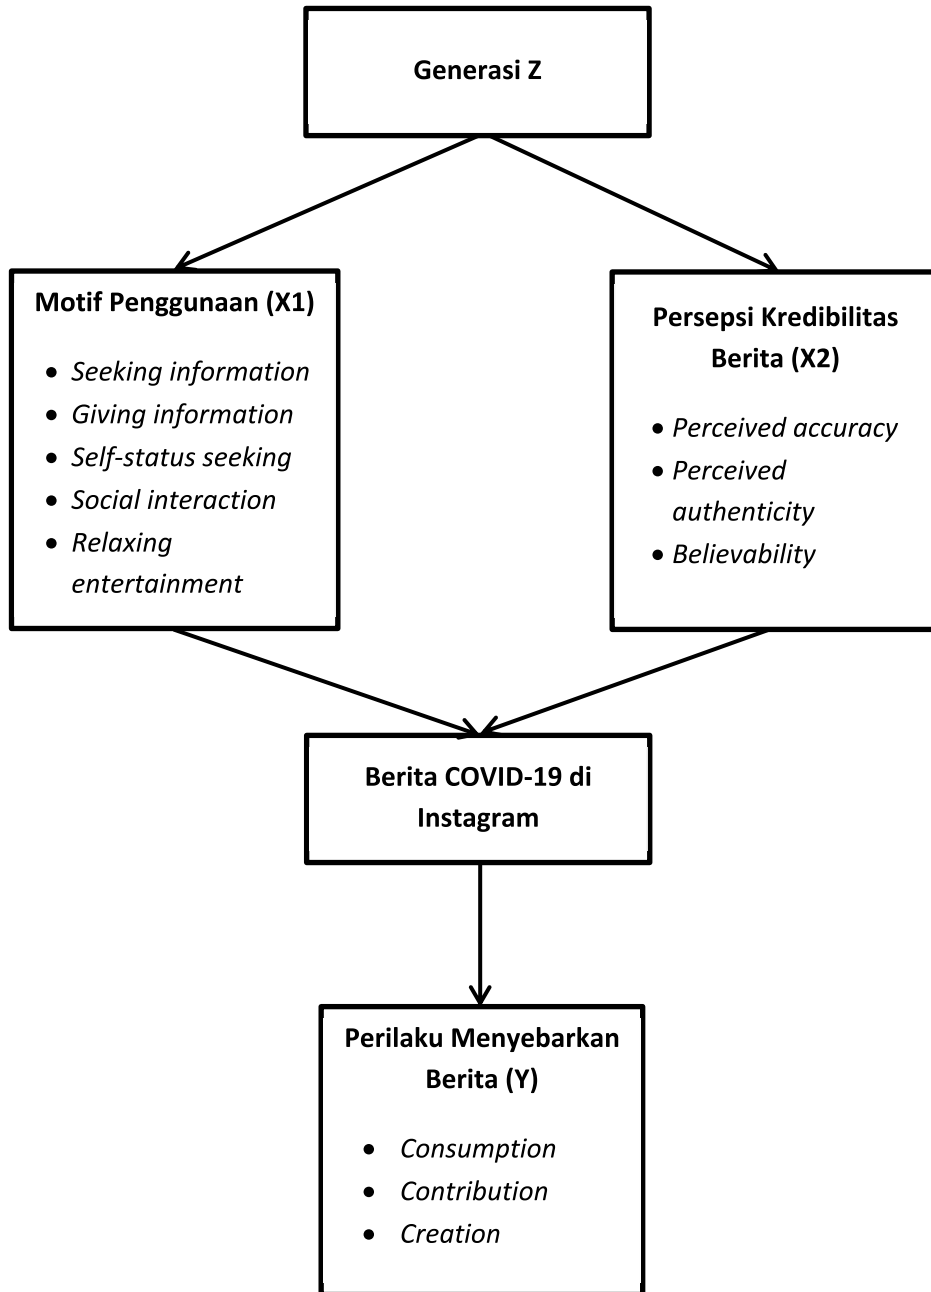 Generasi Z
Motif Penggunaan (X1)
• Seeking information
• Giving information
• Self-status seeking
• Social interaction
• Relaxing
entertainment
Persepsi Kredibilitas
Berita (X2)
• Perceived accuracy
• Perceived
authenticity
• Believability
Berita COVID-19 di
Instagram
Perilaku Menyebarkan
Berita (Y)
• Consumption
• Contribution
• Creation